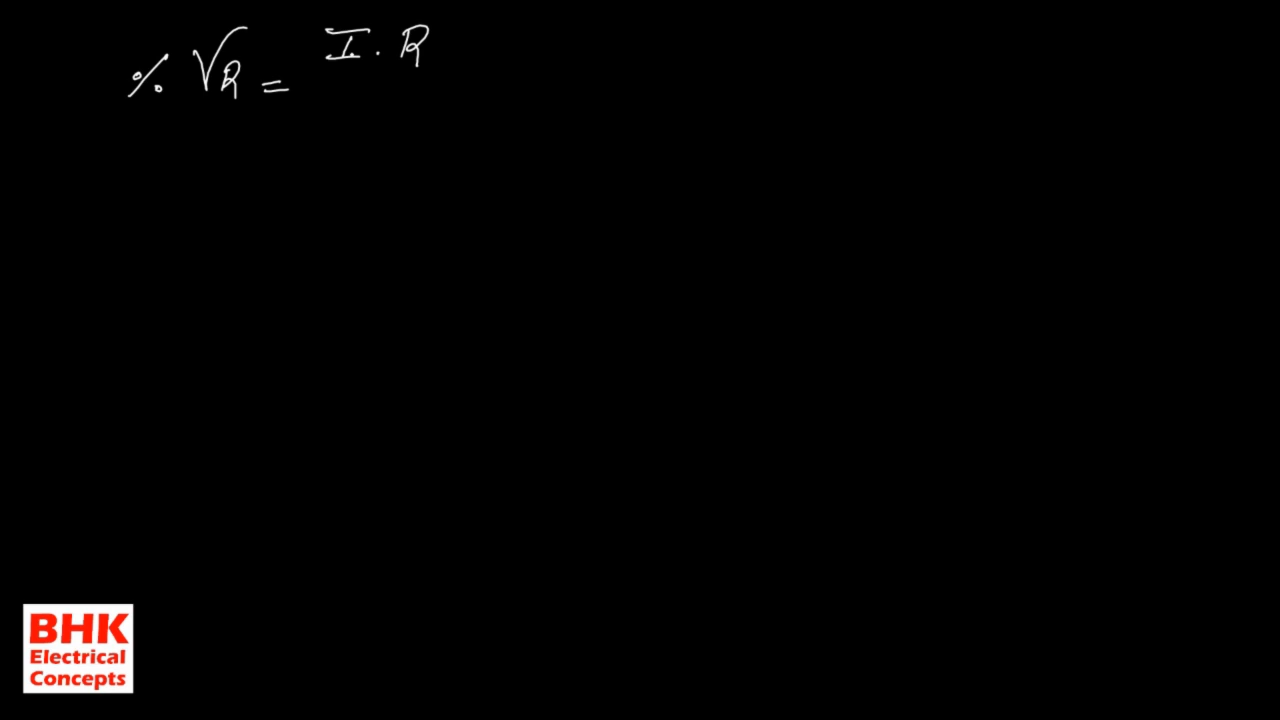 % VR = I . R
BHK
Electrical
Concepts